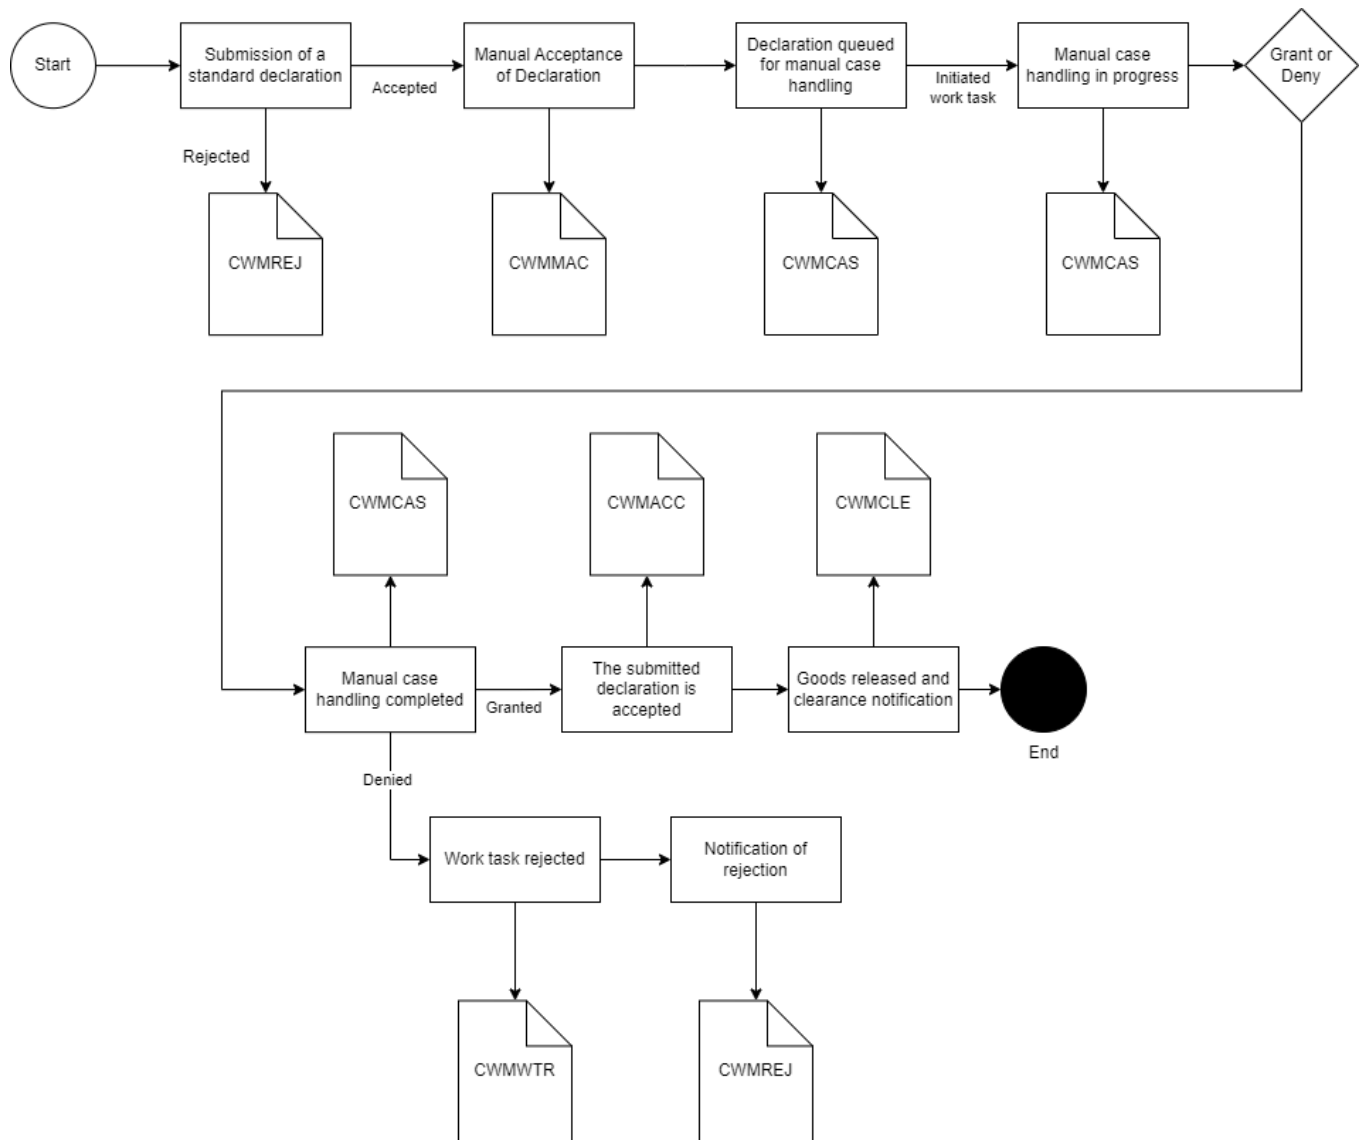 Start
Submission of a
standard declaration
Accepted
Manual Acceptance
of Declaration
Declaration queued
for manual case
handling
Initiated
work task
Manual case
handling in progress
Grant or
Deny
Rejected
CWMREJ
CWMMAC
CWMCAS
CWMCAS
CWMCAS
CWMACC
CWMCLE
Manual case
handling completed
Granted
The submitted
declaration is
accepted
Goods released and
clearance notification
End
Denied
Work task rejected
Notification of
rejection
CWMWTR
CWMREJ